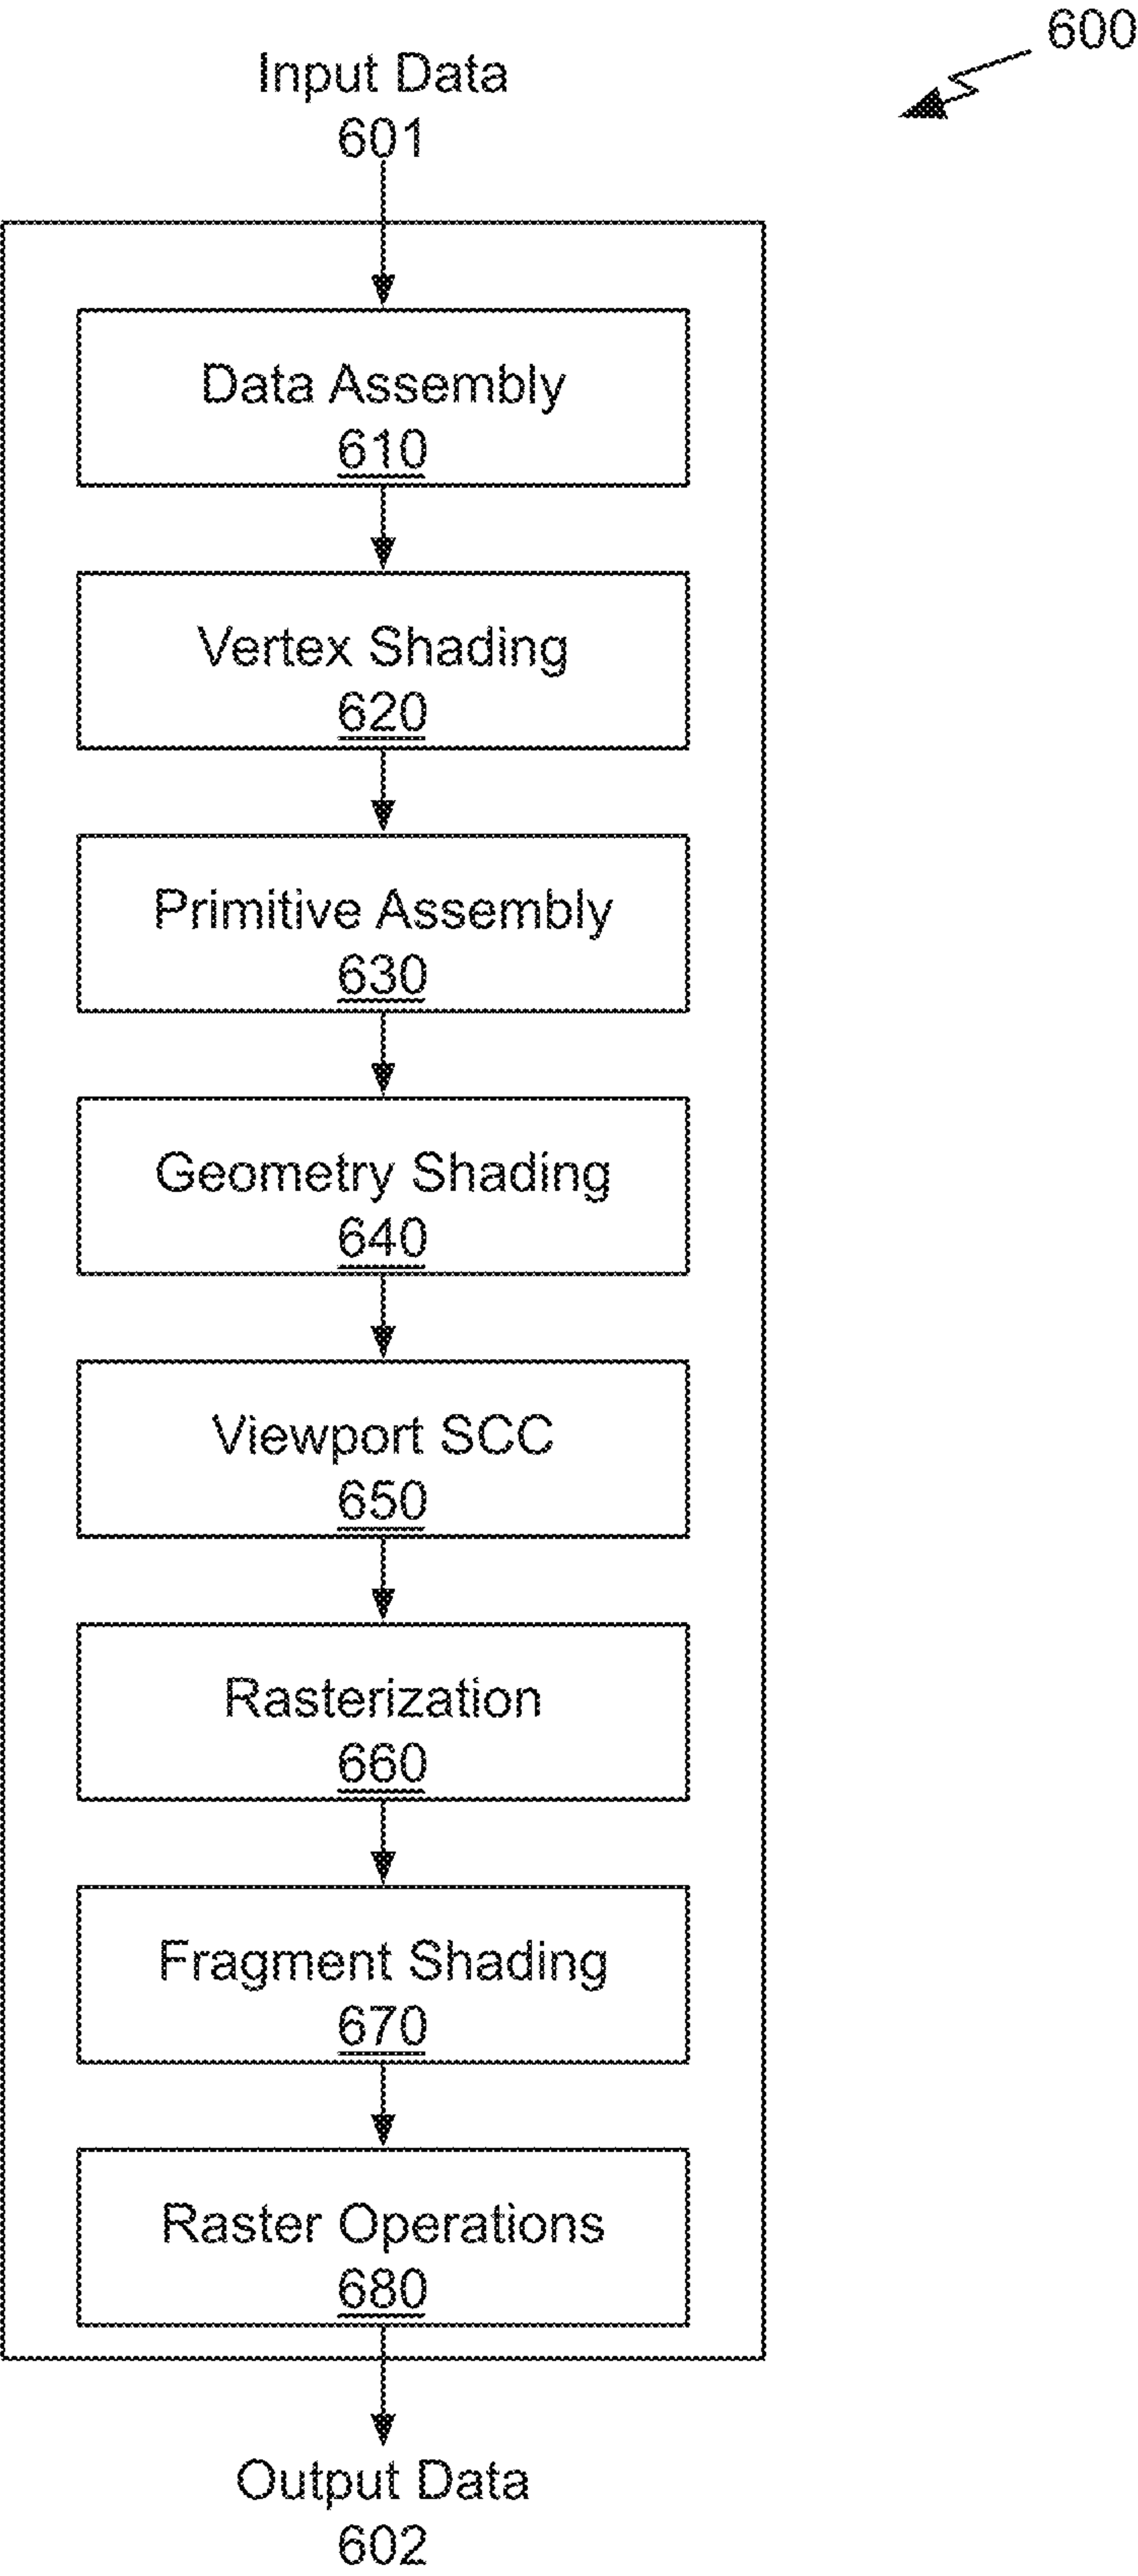 600
Input Data
601
Data Assembly
610
Vertex Shading
620
Primitive Assembly
630
Geometry Shading
640
Viewport SCC
650
Rasterization
660
Fragment Shading
670
Raster Operations
680
Output Data
602